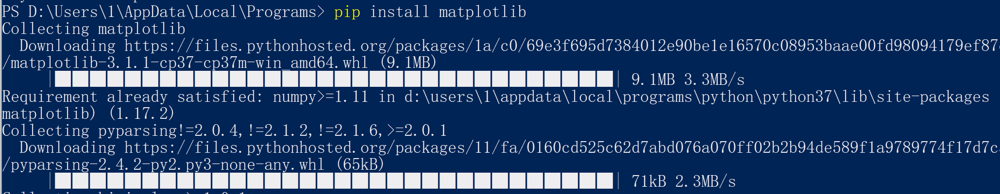 PS D:\Users\1\AppData\Local\Programs> pip install matplotlib
Collecting matplotlib
Downloading https://files.pythonhosted.org/packages/1a/c0/69e3f695d7384012e90be1e16570c08953baae00fd98094179ef87
/matplotlib-3.1.1-cp37-cp37m-win_amd64.whl (9.1MB)
|████████████████████████████████| 9.1MB 3.3MB/s
Requirement already satisfied: numpy>=1.11 in d:\users\1\appdata\local\programs\python\python37\lib\site-packages
matplotlib) (1.17.2)
Collecting pyparsing!=2.0.4,!=2.1.2,!=2.1.6,>=2.0.1
Downloading https://files.pythonhosted.org/packages/11/fa/0160cd525c62d7abd076a070ff02b2b94de589f1a9789774f17d7c
/pyparsing-2.4.2-py2.py3-none-any.whl (65kB)
|████████████████████████████████| 71kB 2.3MB/s